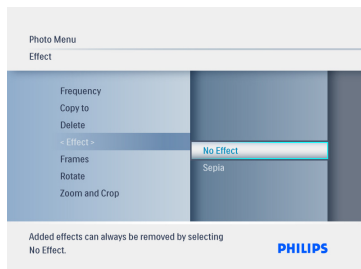 Photo Menu
Effect
Frequency
Copy to
Delete
« Effect »
Frames
Rotate
Zoom and Crop
No Effect
Sepia
Added effects can always be removed by selecting
No Effect.
PHILIPS